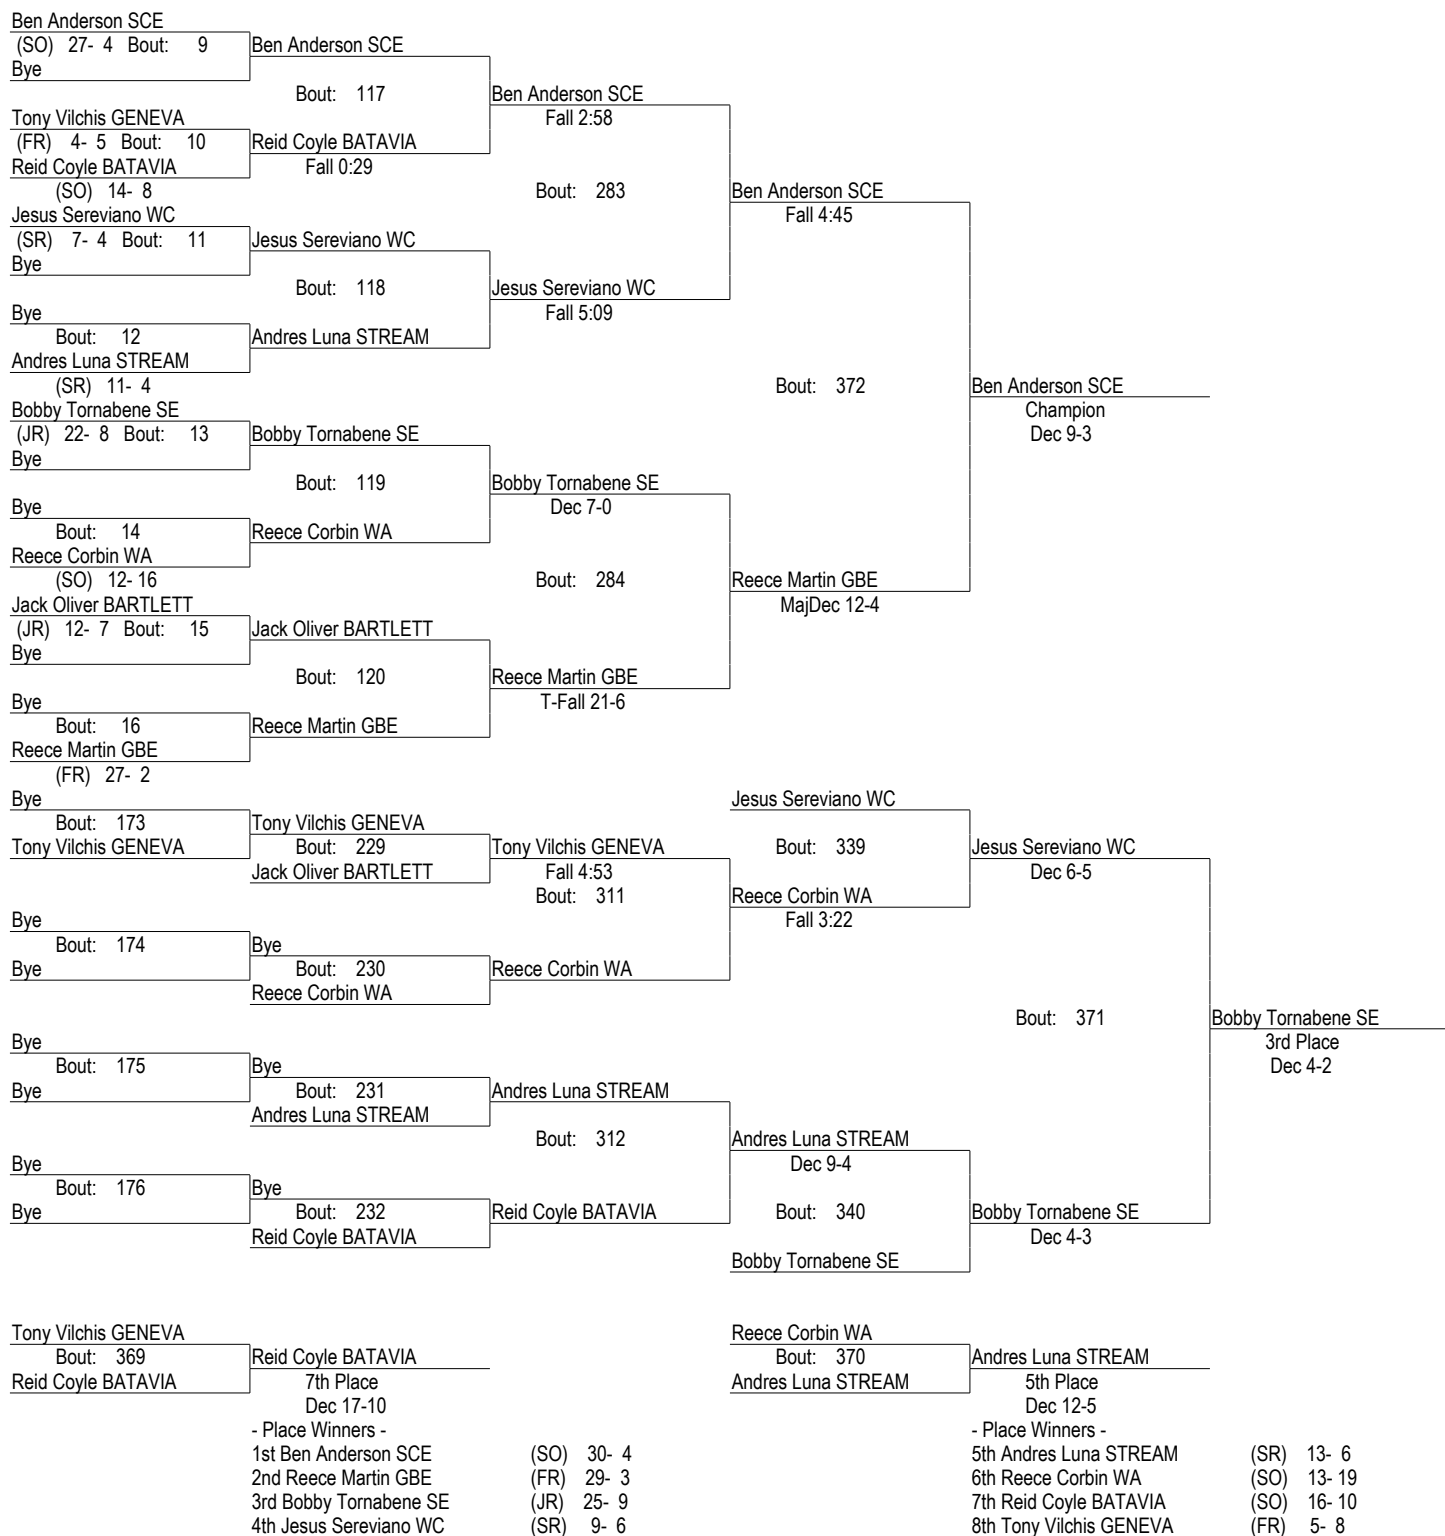 Ben Anderson SCE
(SO) 27- 4 Bout: 9 Ben Anderson SCE
Bye
Bout: 117 Ben Anderson SCE
Tony Vilchis GENEVA Fall 2:58
(FR) 4- 5 Bout: 10 Reid Coyle BATAVIA
Reid Coyle BATAVIA Fall 0:29
(SO) 14- 8 Bout: 283 Ben Anderson SCE
Jesus Sereviano WC Fall 4:45
(SR) 7- 4 Bout: 11 Jesus Sereviano WC
Bye
Bout: 118 Jesus Sereviano WC
Bye Fall 5:09
Bout: 12 Andres Luna STREAM
Andres Luna STREAM
(SR) 11- 4 Bout: 372 Ben Anderson SCE
Bobby Tornabene SE Champion
(JR) 22- 8 Bout: 13 Bobby Tornabene SE Dec 9-3
Bye
Bout: 119 Bobby Tornabene SE
Bye Dec 7-0
Bout: 14 Reece Corbin WA
Reece Corbin WA
(SO) 12- 16 Bout: 284 Reece Martin GBE
Jack Oliver BARTLETT MajDec 12-4
(JR) 12- 7 Bout: 15 Jack Oliver BARTLETT
Bye
Bout: 120 Reece Martin GBE
Bye T-Fall 21-6
Bout: 16 Reece Martin GBE
Reece Martin GBE
(FR) 27- 2
Bye Jesus Sereviano WC
Bout: 173 Tony Vilchis GENEVA
Tony Vilchis GENEVA Bout: 229 Tony Vilchis GENEVA Bout: 339 Jesus Sereviano WC
Jack Oliver BARTLETT Fall 4:53 Dec 6-5
Bout: 311 Reece Corbin WA
Bye Fall 3:22
Bout: 174 Bye
Bye Bout: 230 Reece Corbin WA
Reece Corbin WA
Bout: 371 Bobby Tornabene SE
Bye 3rd Place
Bout: 175 Bye Dec 4-2
Bye Bout: 231 Andres Luna STREAM
Andres Luna STREAM
Bout: 312 Andres Luna STREAM
Bye Dec 9-4
Bout: 176 Bye
Bye Bout: 232 Reid Coyle BATAVIA Bout: 340 Bobby Tornabene SE
Reid Coyle BATAVIA Dec 4-3
Bobby Tornabene SE
Tony Vilchis GENEVA Reece Corbin WA
Bout: 369 Reid Coyle BATAVIA Bout: 370 Andres Luna STREAM
Reid Coyle BATAVIA 7th Place Andres Luna STREAM 5th Place
Dec 17-10 Dec 12-5
- Place Winners - - Place Winners -
1st Ben Anderson SCE (SO) 30- 4 5th Andres Luna STREAM (SR) 13- 6
2nd Reece Martin GBE (FR) 29- 3 6th Reece Corbin WA (SO) 13- 19
3rd Bobby Tornabene SE (JR) 25- 9 7th Reid Coyle BATAVIA (SO) 16- 10
4th Jesus Sereviano WC (SR) 9- 6 8th Tony Vilchis GENEVA (FR) 5- 8